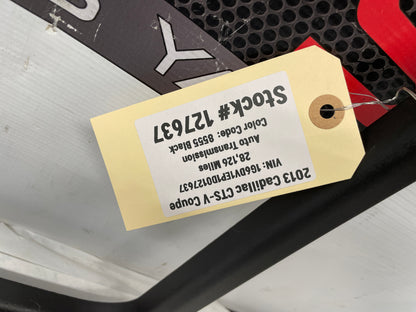 2013 Cadillac CTS-V Coupe
VIN: 1G6DV1EP1D0127637
28,126 Miles
Auto Transmission
Color Code: 8555 Black
Stock# 127637